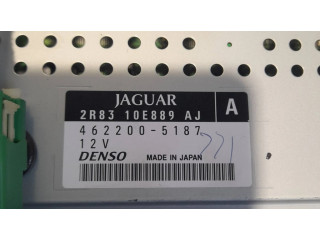 JAGUAR
A
2R83 10E889 AJ
462200-5187
12V
DENSO MADE IN JAPAN